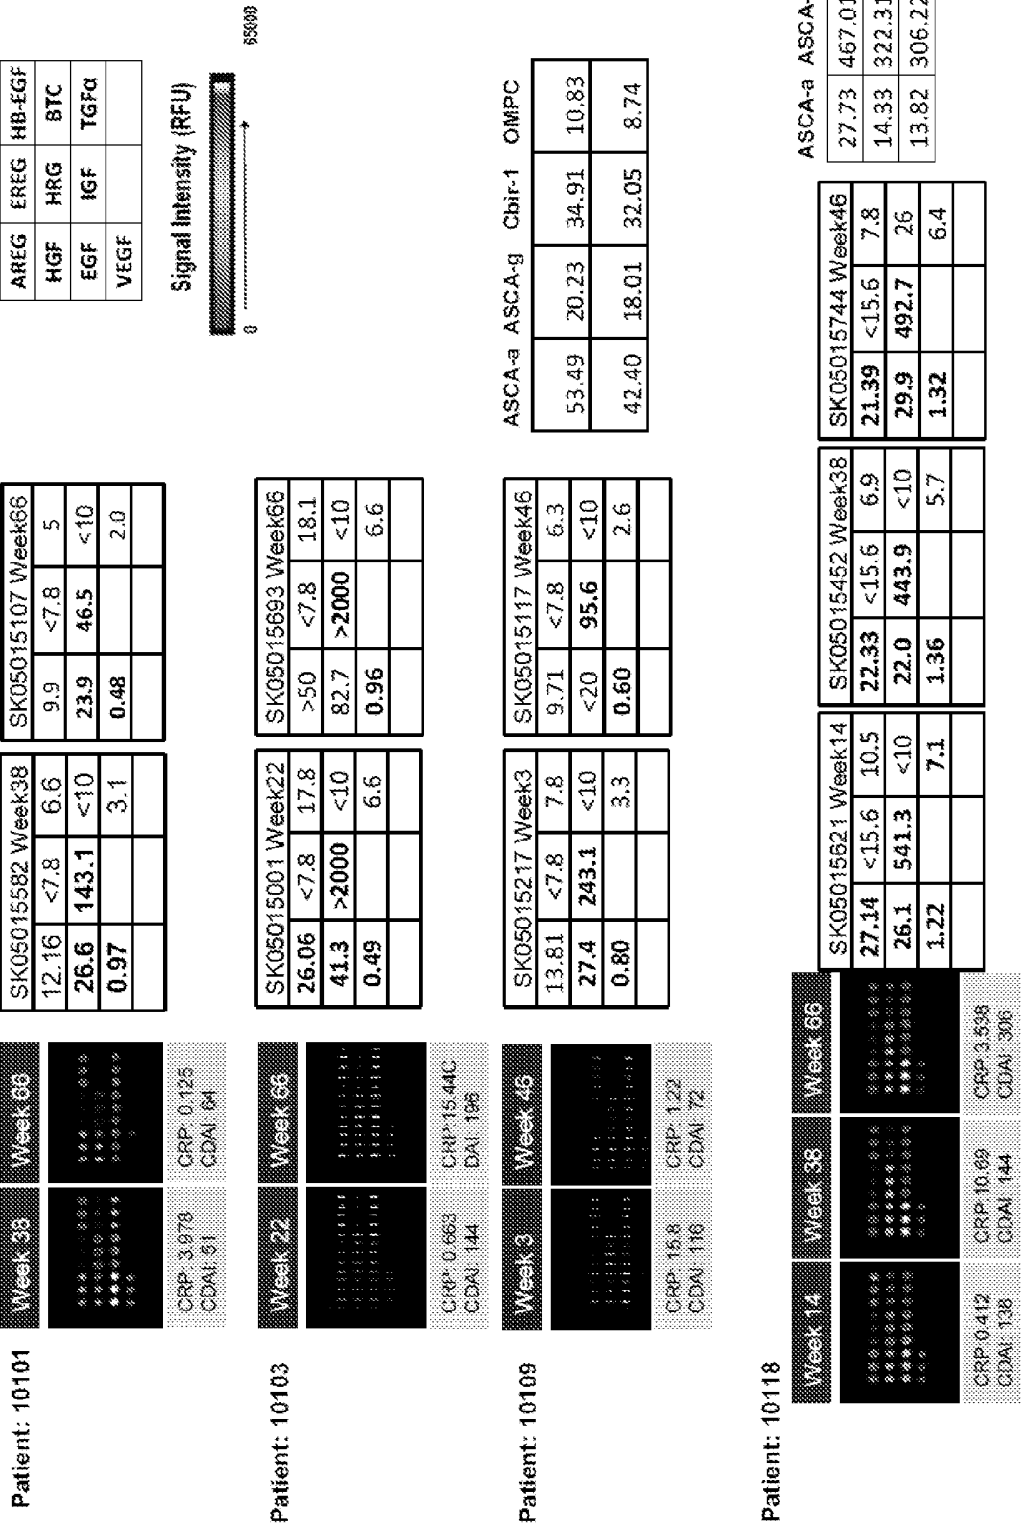 Patient: 10101
Week 38 Week 66
CRP: 3.978 CRP: 0.125
CDAI: 51 CDAI: 64
SK05015582 Week38
12.16 <7.8 6.6
26.6 143.1 <10
0.97 3.1
SK05015107 Week66
9.9 <7.8 5
23.9 46.5 <10
0.48 2.0
AREG EREG HB-EGF
HGF HRG BTC
EGF IGF TGFα
VEGF
Signal Intensity (RFU)
0 65000
Patient: 10103
Week 22 Week 66
CRP: 0.663 CRP: 15.44C
CDAI: 144 DAI: 196
SK05015001 Week22
26.06 <7.8 17.8
41.3 >2000 <10
0.49 6.6
SK05015693 Week66
>50 <7.8 18.1
82.7 >2000 <10
0.96 6.6
Patient: 10109
Week 3 Week 46
CRP: 15.8 CRP: 1.22
CDAI: 116 CDAI: 72
SK05015217 Week3
13.81 <7.8 7.8
27.4 243.1 <10
0.80 3.3
SK05015117 Week46
9.71 <7.8 6.3
<20 95.6 <10
0.60 2.6
ASCA-a ASCA-g Cbir-1 OMPC
53.49 20.23 34.91 10.83
42.40 18.01 32.05 8.74
Patient: 10118
Week 14 Week 38 Week 66
CRP:0.412 CRP:10.69 CRP:3.538
CDAI: 138 CDAI: 144 CDAI: 306
SK05015621 Week14
27.14 <15.6 10.5
26.1 541.3 <10
1.22 7.1
SK05015452 Week38
22.33 <15.6 6.9
22.0 443.9 <10
1.36 5.7
SK05015744 Week46
21.39 <15.6 7.8
29.9 492.7 26
1.32 6.4
ASCA-a ASCA-
27.73 467.01
14.33 322.31
13.82 306.22